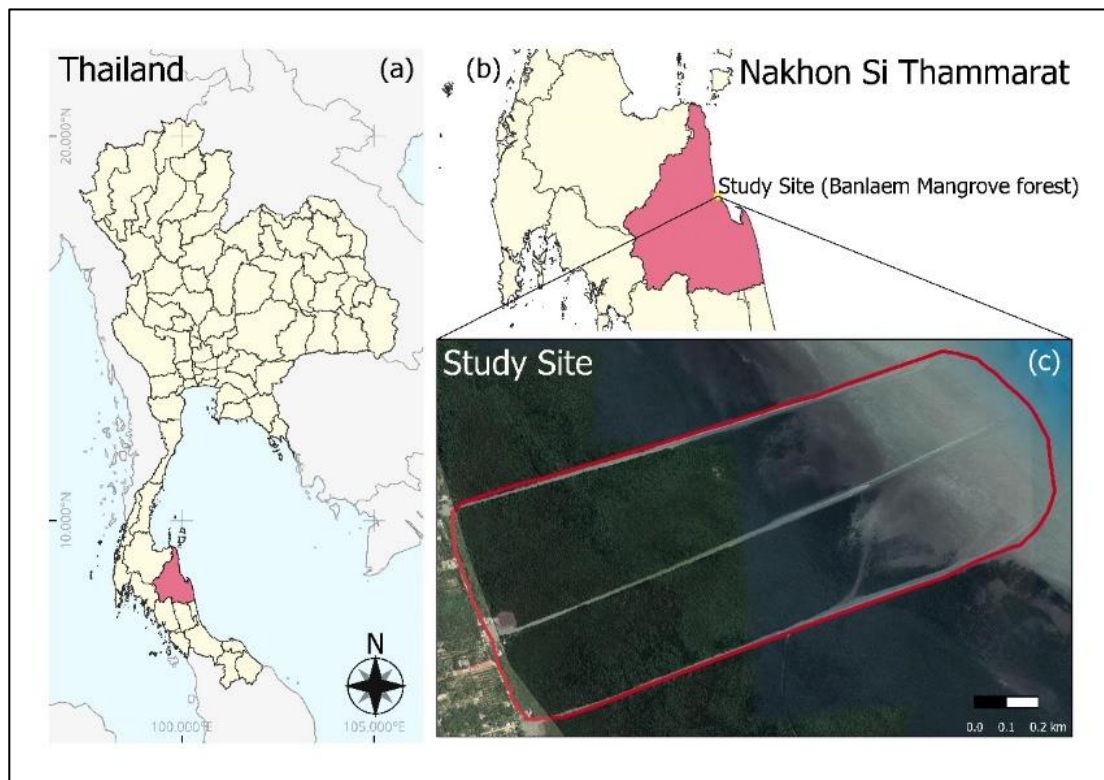 Thailand
(a)
20.000°N
10.000°N
N
100.000°E
105.000°E
(b)
Nakhon Si Thammarat
Study Site (Banlaem Mangrove forest)
Study Site
(c)
0.0 0.1 0.2 km